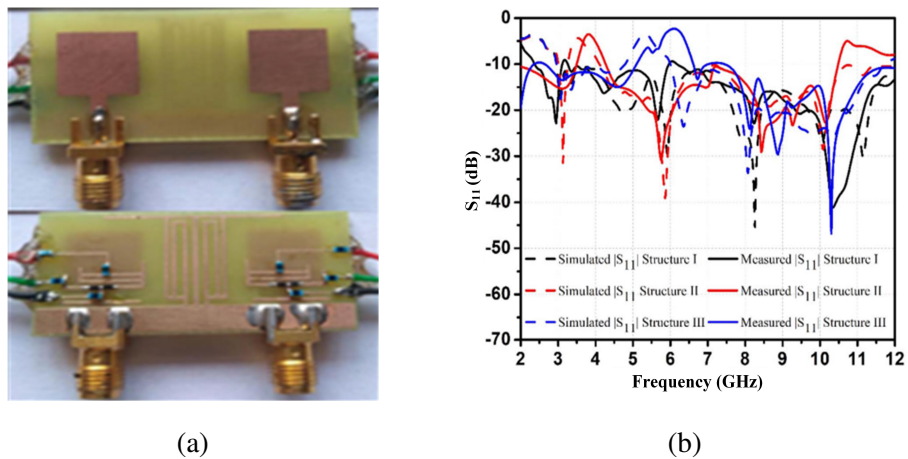 0
-10
-20
-30
-40
-50
-60
-70
S11 (dB)
Simulated |S11| Structure I
Measured |S11| Structure I
Simulated |S11| Structure II
Measured |S11| Structure II
Simulated |S11| Structure III
Measured |S11| Structure III
2 3 4 5 6 7 8 9 10 11 12
Frequency (GHz)
(a) (b)